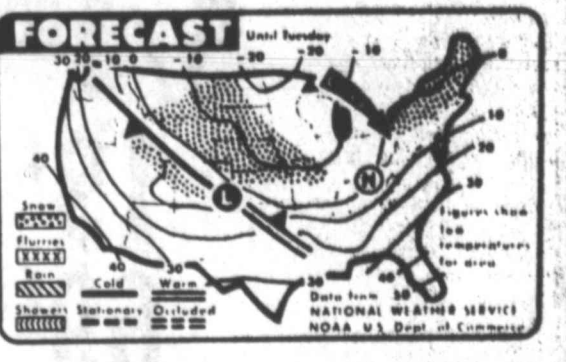 FORECAST
Until Tuesday
30 20 10 0 -10 -20 -20 -10 0
10
20
30
40
L
H
Snow
Flurries
Rain
Showers
40 30
Cold Warm
Stationary Occluded
30 40 50
Figures show
low
temperatures
for area
Data from
NATIONAL WEATHER SERVICE
NOAA U S Dept of Commerce